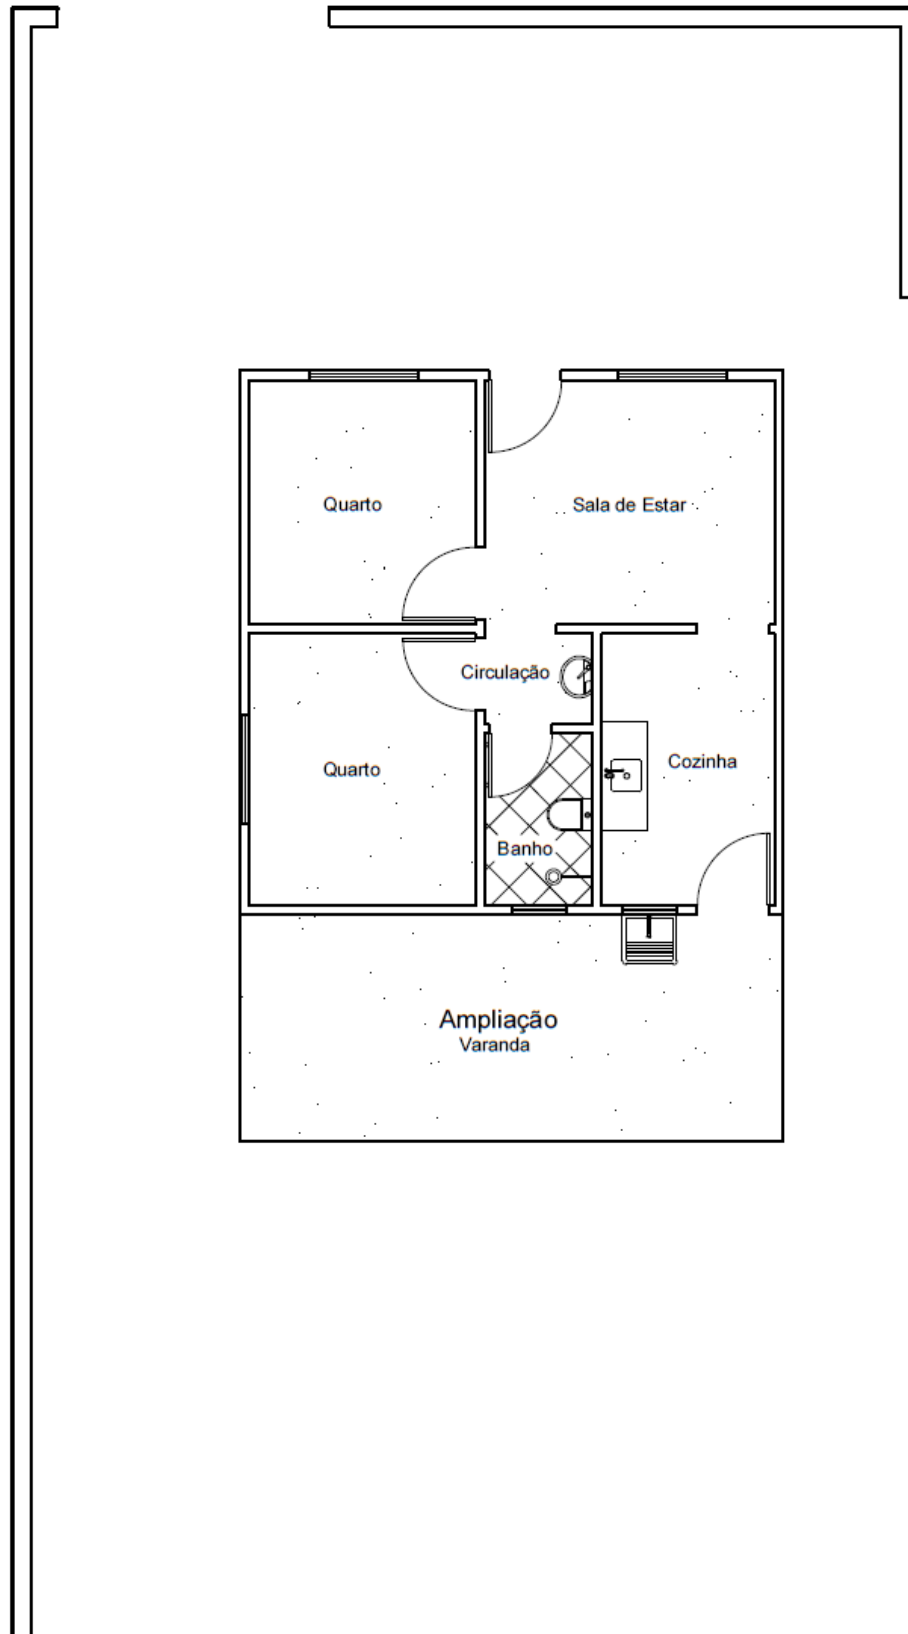 Quarto
Sala de Estar
Circulação
Quarto
Cozinha
Banho
Ampliação
Varanda